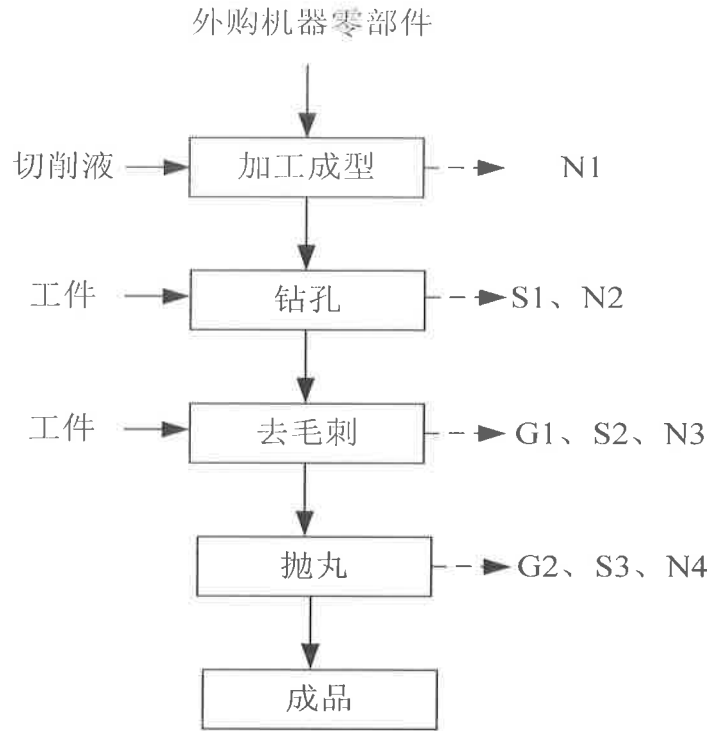 外购机器零部件
切削液 加工成型 N1
工件 钻孔 S1、N2
工件 去毛刺 G1、S2、N3
抛丸 G2、S3、N4
成品